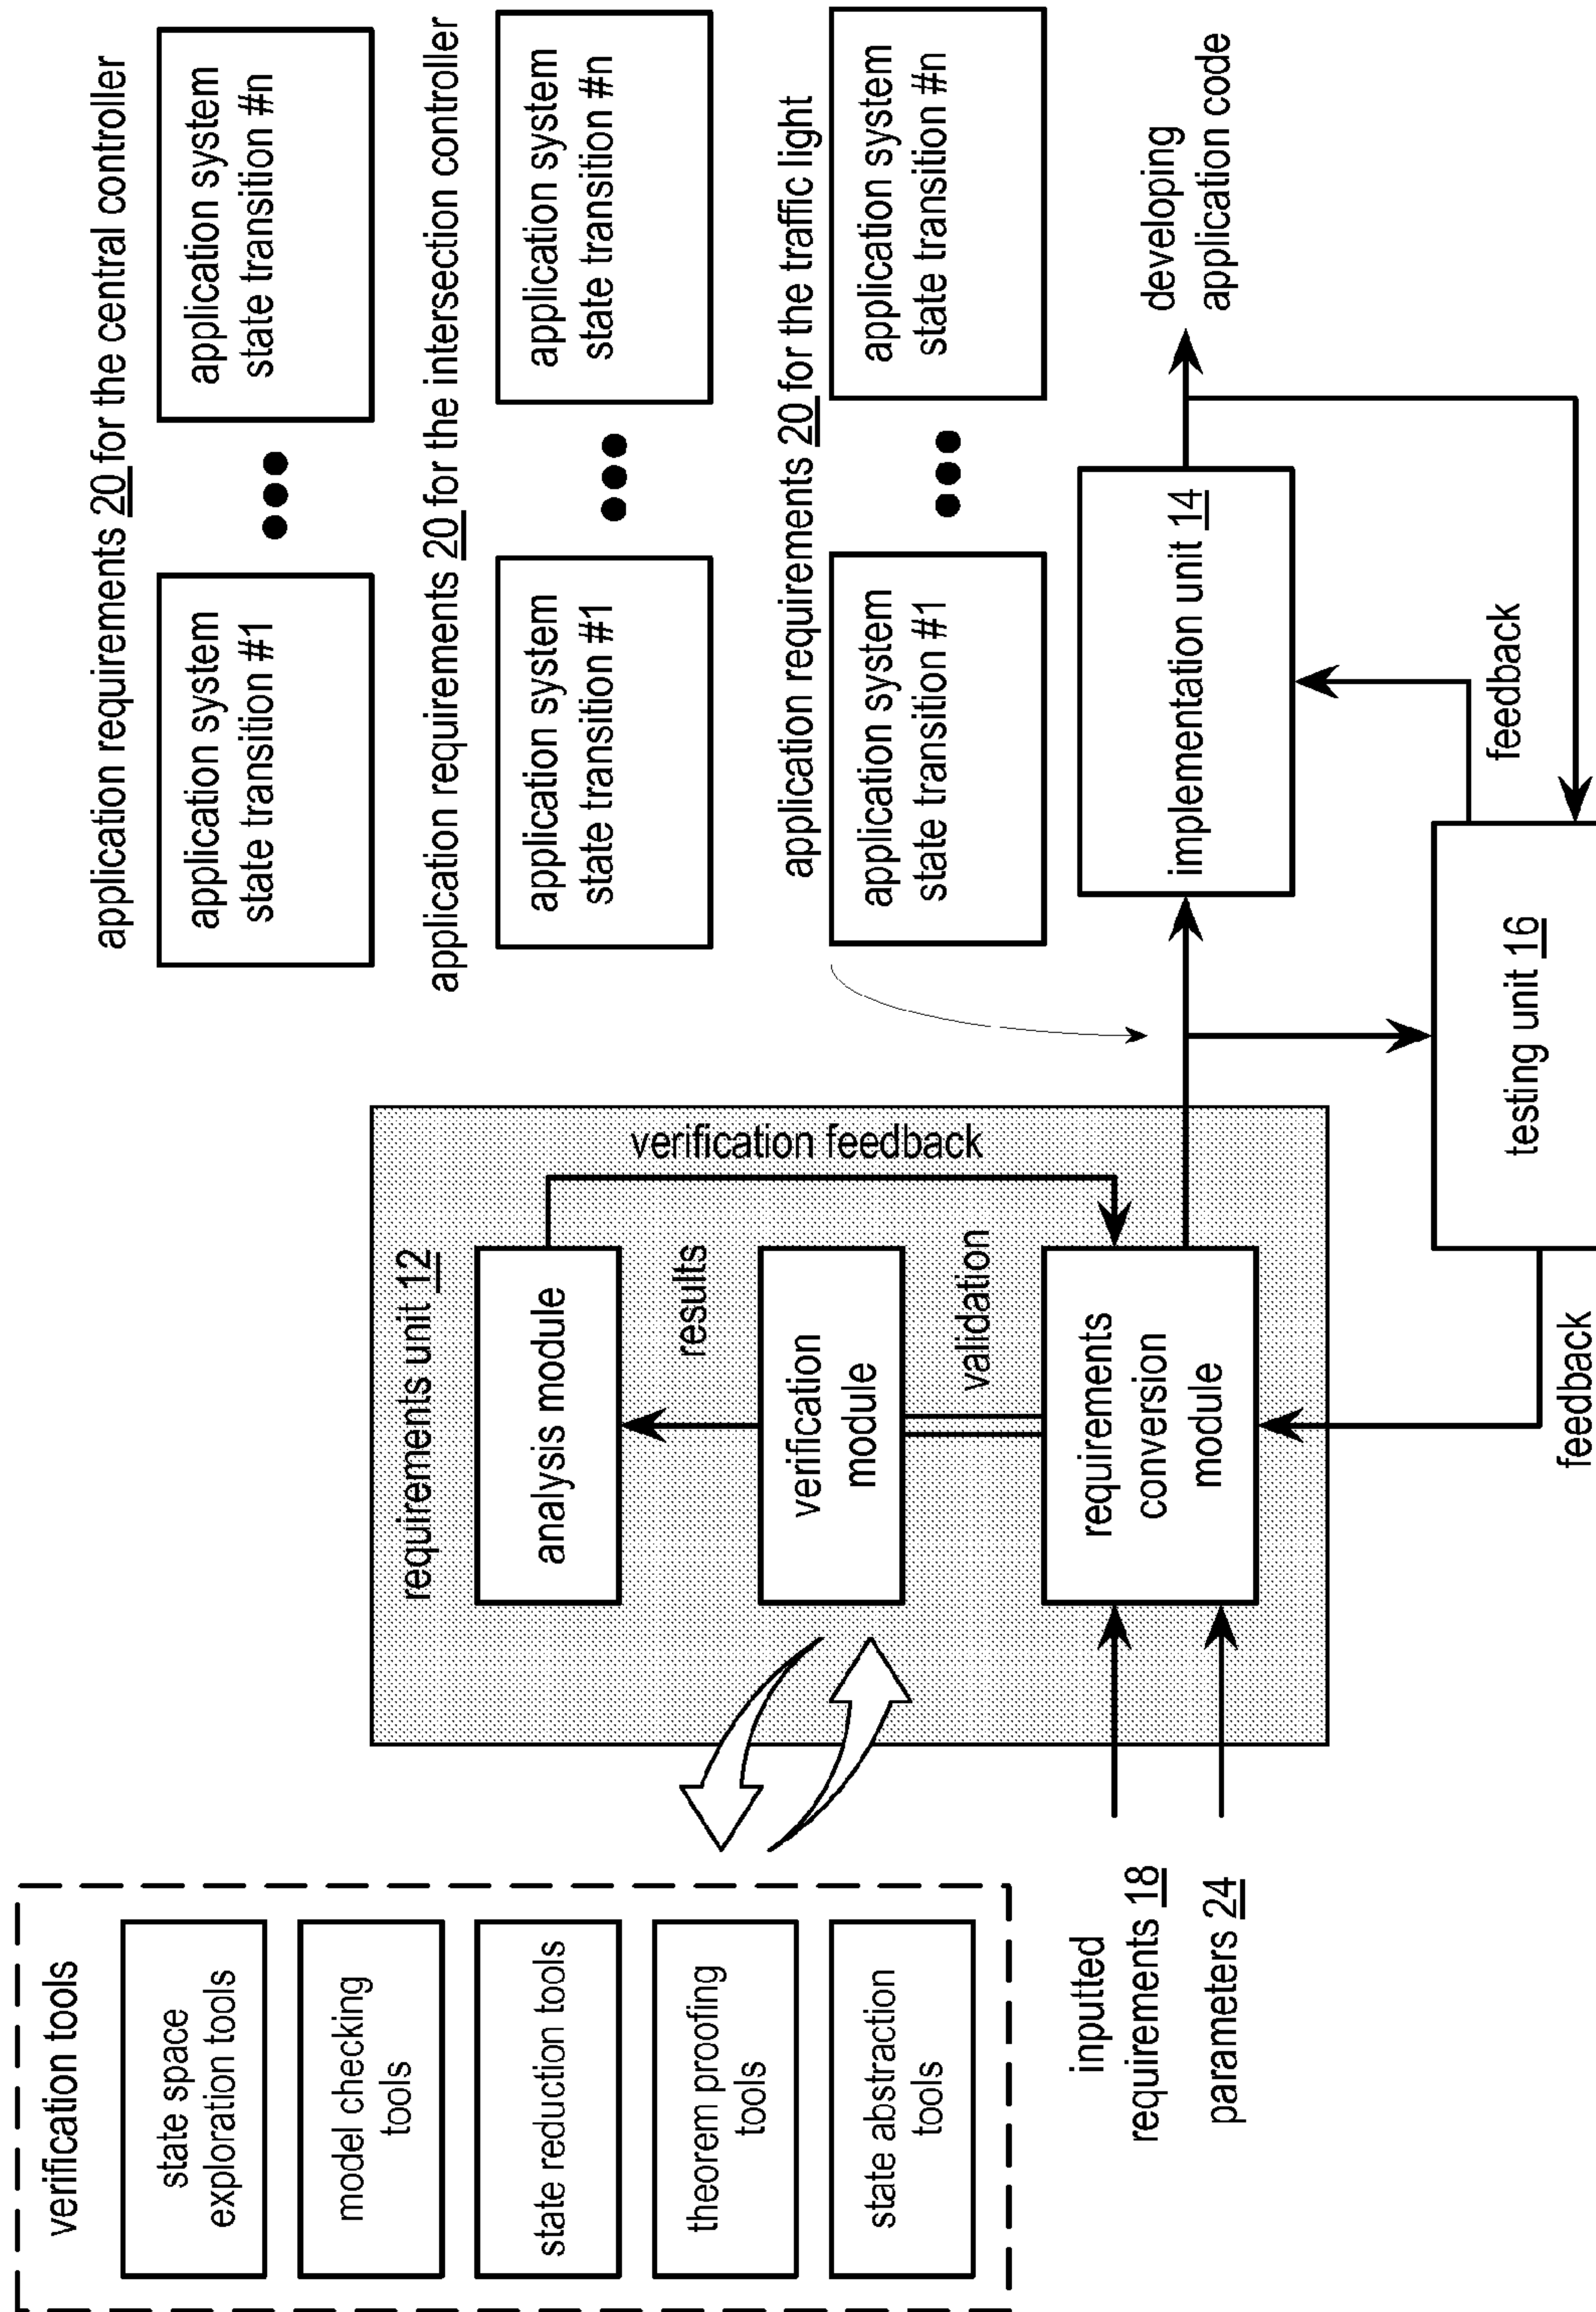 verification tools
state space
exploration tools
model checking
tools
state reduction tools
theorem proofing
tools
state abstraction
tools
inputted
requirements 18
parameters 24
requirements unit 12
analysis module
results
verification
module
validation
requirements
conversion
module
verification feedback
feedback
application requirements 20 for the central controller
application system
state transition #1
application system
state transition #n
application requirements 20 for the intersection controller
application system
state transition #1
application system
state transition #n
application requirements 20 for the traffic light
application system
state transition #1
application system
state transition #n
implementation unit 14
developing
application code
feedback
testing unit 16